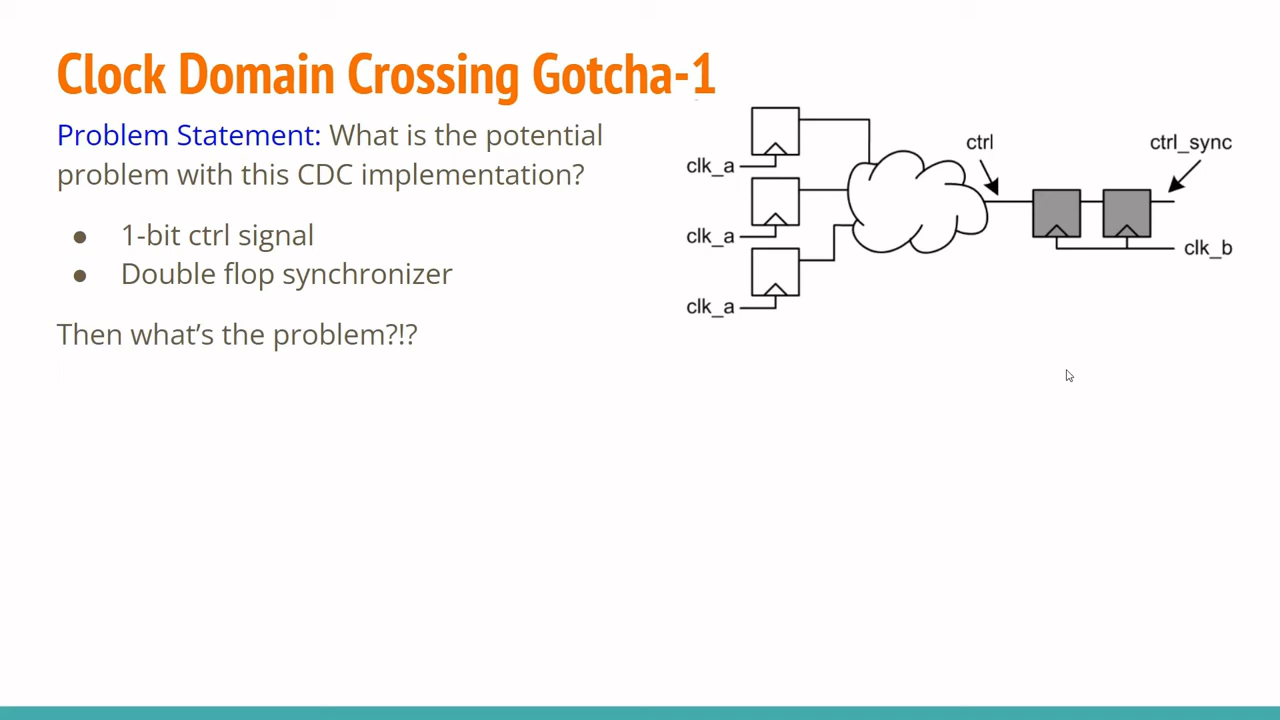 Clock Domain Crossing Gotcha-1
Problem Statement: What is the potential
problem with this CDC implementation?
● 1-bit ctrl signal
● Double flop synchronizer
Then what’s the problem?!?
clk_a
clk_a
clk_a
ctrl
ctrl_sync
clk_b